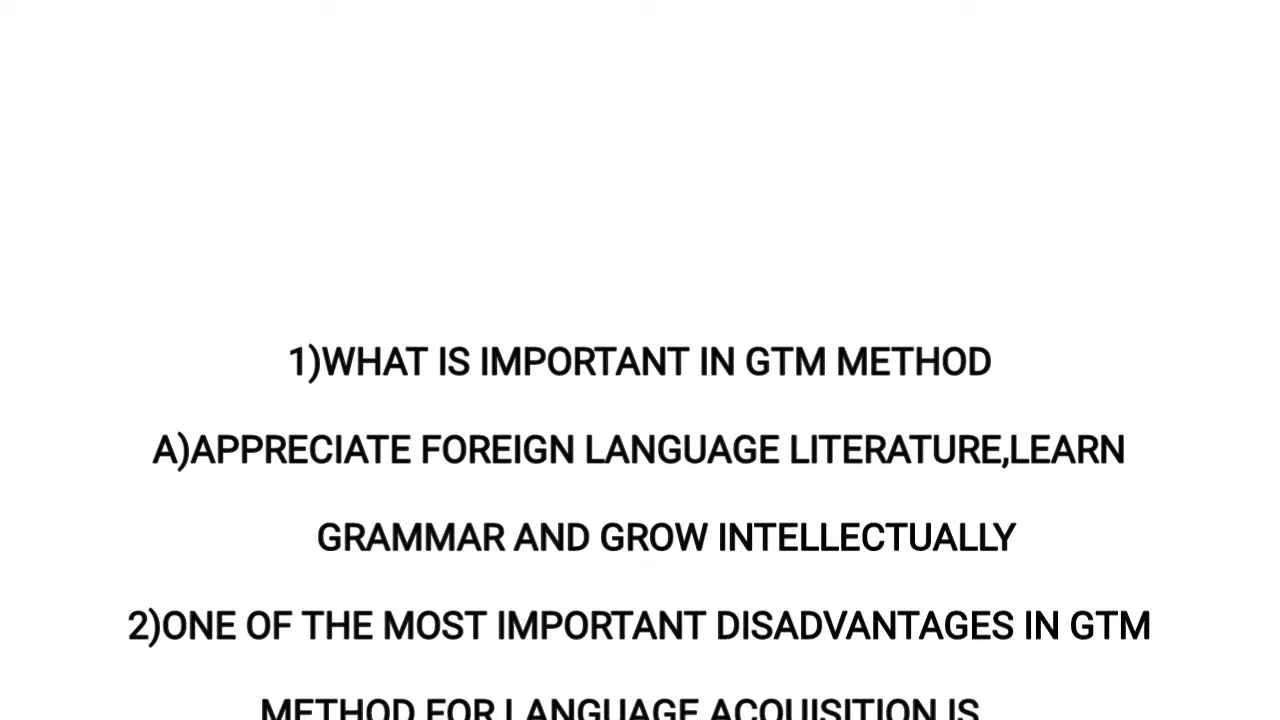 1)WHAT IS IMPORTANT IN GTM METHOD
A)APPRECIATE FOREIGN LANGUAGE LITERATURE,LEARN
GRAMMAR AND GROW INTELLECTUALLY
2)ONE OF THE MOST IMPORTANT DISADVANTAGES IN GTM
METHOD FOR LANGUAGE ACQUISITION IS